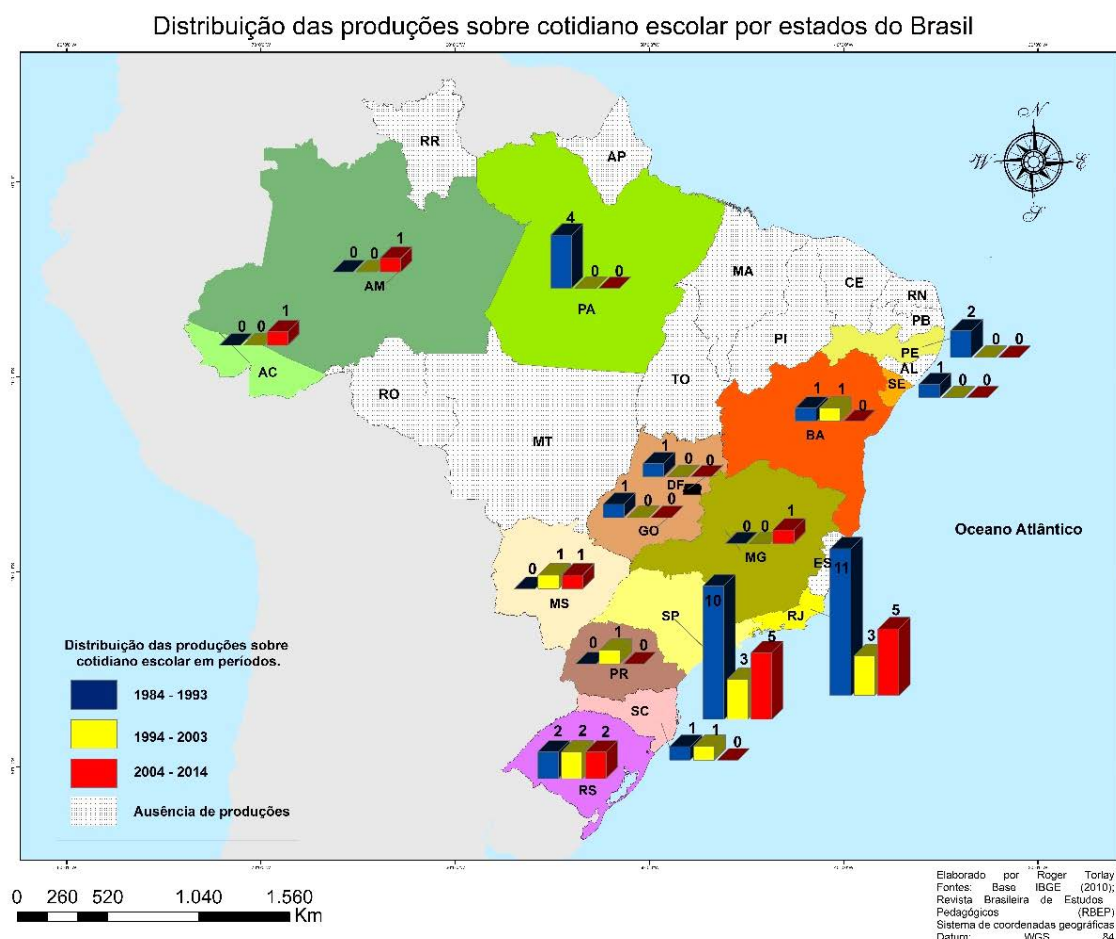 Distribuição das produções sobre cotidiano escolar por estados do Brasil
N
W E
S
RR
AP
4
0 0
PA
0 0 1
AM
0 0 1
AC
MA
CE
RN
PB
PI
PE
2
0 0
AL
SE
1
0 0
TO
RO
MT
1 1
0
BA
1
0 0
DF
1
0 0
GO
0 0 1
MG
ES
Oceano Atlântico
0 1 1
MS
SP
10
3
5
RJ
11
3
5
0 1 0
PR
SC
1 1
0
2 2 2
RS
Distribuição das produções sobre
cotidiano escolar em períodos.
1984 - 1993
1994 - 2003
2004 - 2014
Ausência de produções
0 260 520 1.040 1.560
Km
Elaborado por Roger Torlay
Fontes: Base IBGE (2010);
Revista Brasileira de Estudos
Pedagógicos (RBEP)
Sistema de coordenadas geográficas
Datum: WGS 84